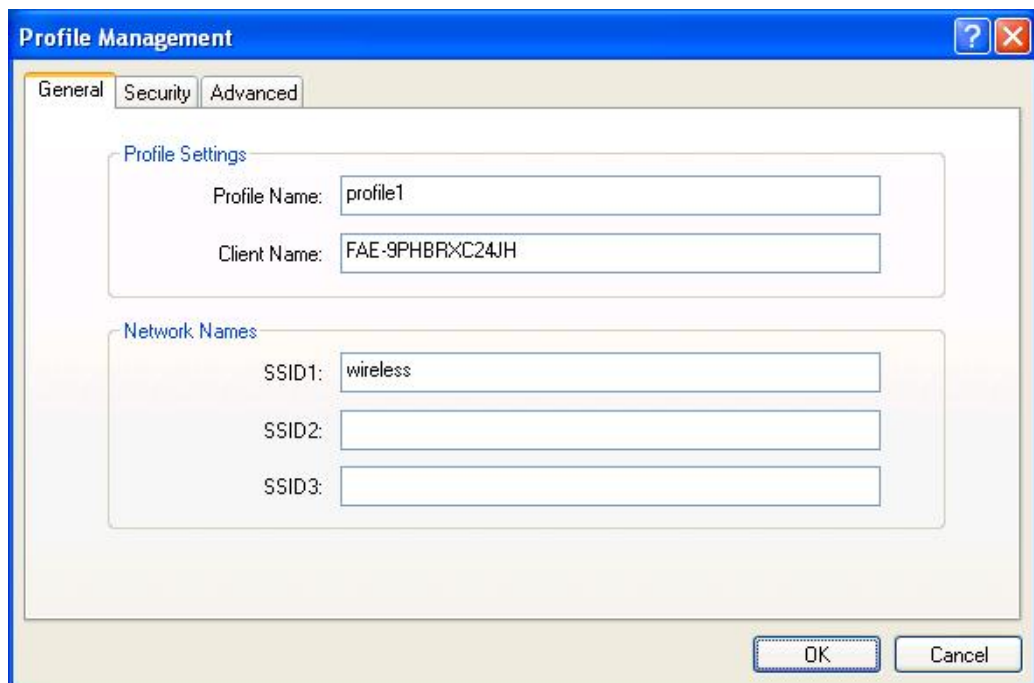 Profile Management
General Security Advanced
Profile Settings
Profile Name: profile1
Client Name: FAE-9PHBRXC24JH
Network Names
SSID1: wireless
SSID2:
SSID3:
OK Cancel